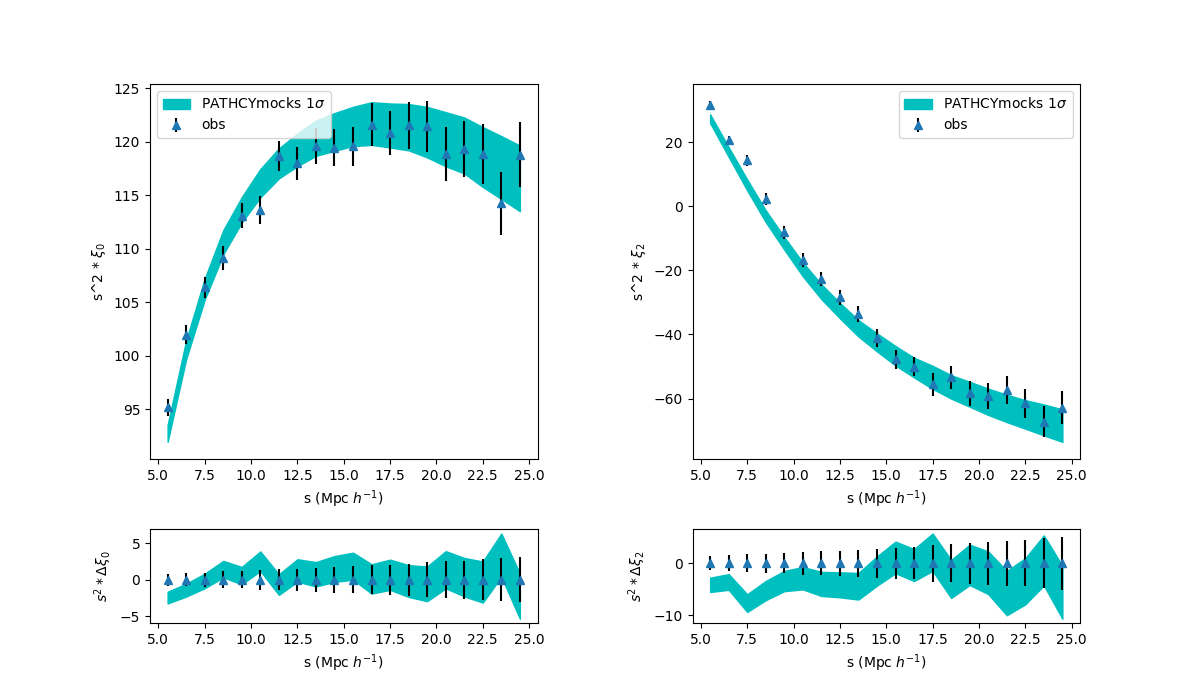 PATHCYmocks 1σ
obs
125
120
115
110
105
100
95
s^2 * ξ₀
5.0 7.5 10.0 12.5 15.0 17.5 20.0 22.5 25.0
s (Mpc h⁻¹)
PATHCYmocks 1σ
obs
20
0
−20
−40
−60
s^2 * ξ₂
5.0 7.5 10.0 12.5 15.0 17.5 20.0 22.5 25.0
s (Mpc h⁻¹)
5
0
−5
s² * Δξ₀
5.0 7.5 10.0 12.5 15.0 17.5 20.0 22.5 25.0
s (Mpc h⁻¹)
0
−10
s² * Δξ₂
5.0 7.5 10.0 12.5 15.0 17.5 20.0 22.5 25.0
s (Mpc h⁻¹)